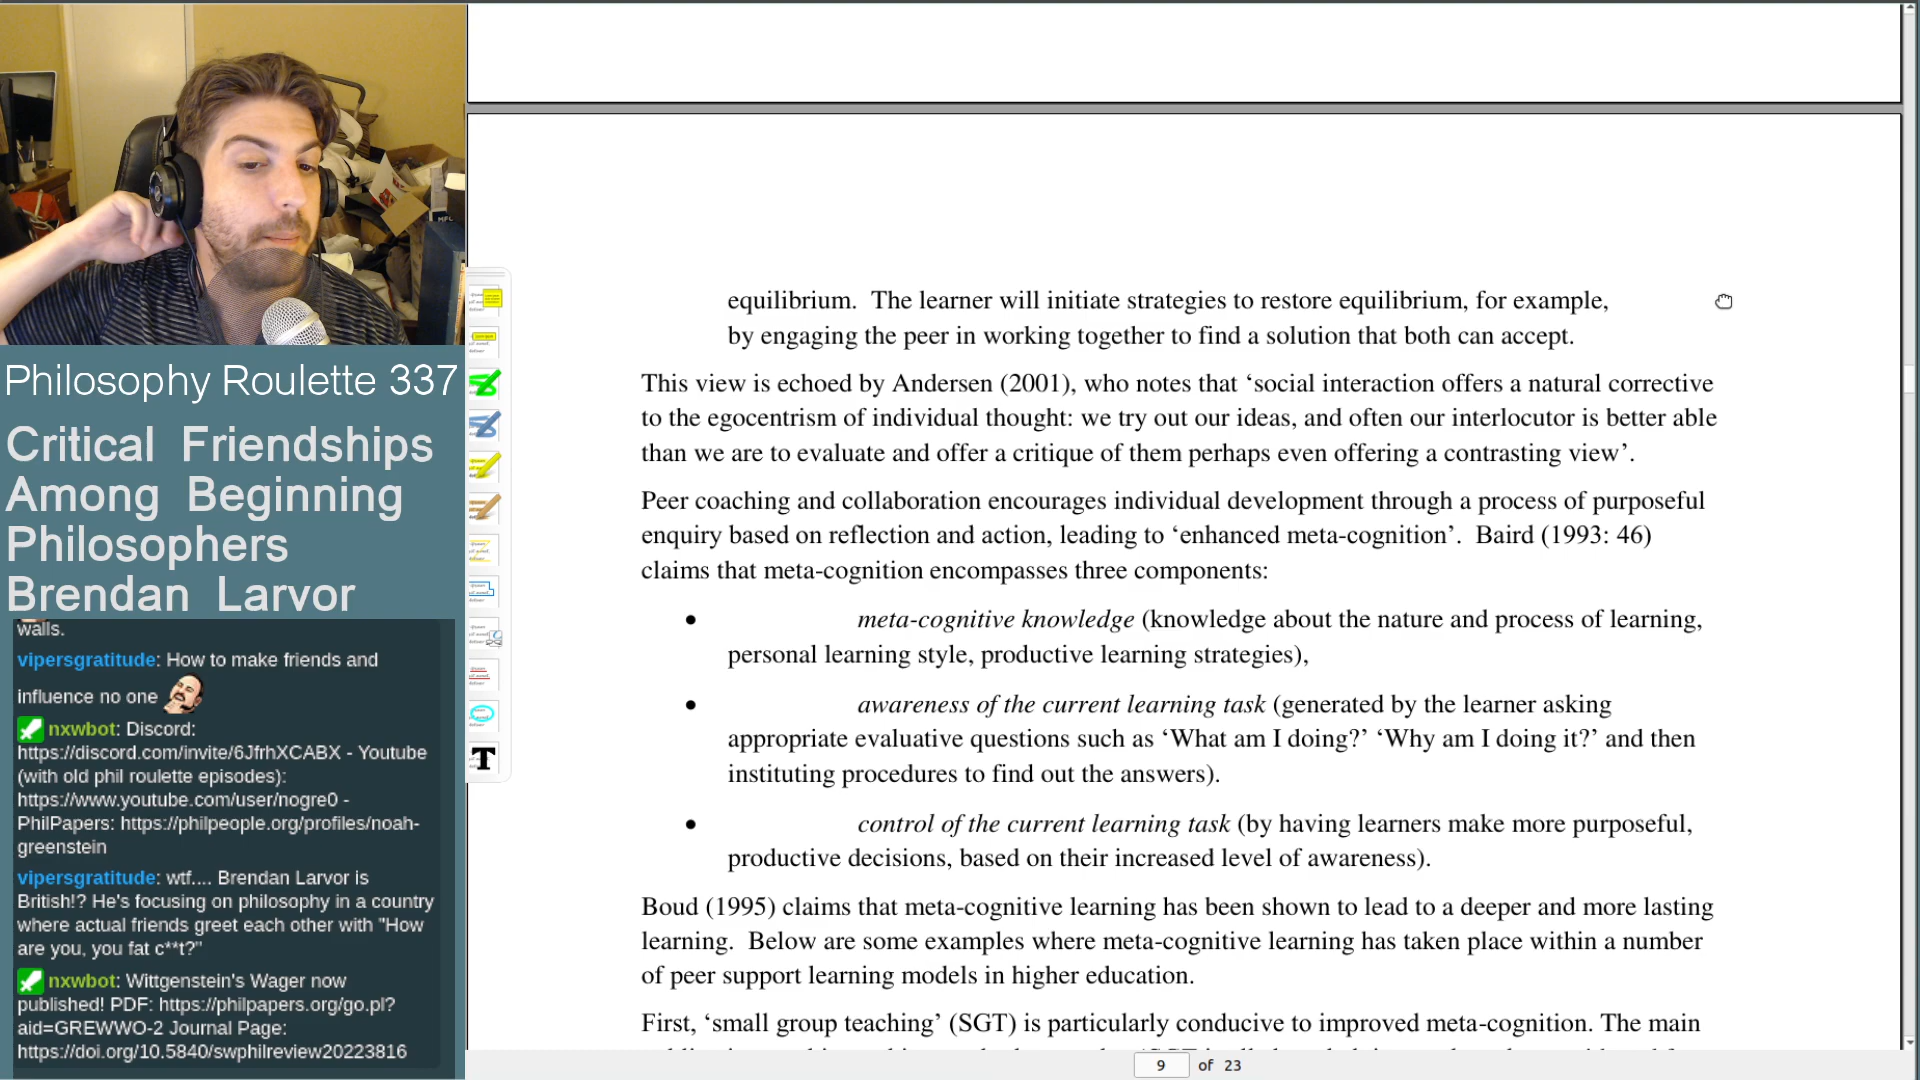 equilibrium.  The learner will initiate strategies to restore equilibrium, for example,
by engaging the peer in working together to find a solution that both can accept.
This view is echoed by Andersen (2001), who notes that ‘social interaction offers a natural corrective
to the egocentrism of individual thought: we try out our ideas, and often our interlocutor is better able
than we are to evaluate and offer a critique of them perhaps even offering a contrasting view’.
Peer coaching and collaboration encourages individual development through a process of purposeful
enquiry based on reflection and action, leading to ‘enhanced meta-cognition’.  Baird (1993: 46)
claims that meta-cognition encompasses three components:
• meta-cognitive knowledge (knowledge about the nature and process of learning,
personal learning style, productive learning strategies),
• awareness of the current learning task (generated by the learner asking
appropriate evaluative questions such as ‘What am I doing?’ ‘Why am I doing it?’ and then
instituting procedures to find out the answers).
• control of the current learning task (by having learners make more purposeful,
productive decisions, based on their increased level of awareness).
Boud (1995) claims that meta-cognitive learning has been shown to lead to a deeper and more lasting
learning.  Below are some examples where meta-cognitive learning has taken place within a number
of peer support learning models in higher education.
First, ‘small group teaching’ (SGT) is particularly conducive to improved meta-cognition. The main
9 of 23
Philosophy Roulette 337
Critical Friendships
Among Beginning
Philosophers
Brendan Larvor
walls.
vipersgratitude: How to make friends and
influence no one
nxwbot: Discord:
https://discord.com/invite/6JfrhXCABX - Youtube
(with old phil roulette episodes):
https://www.youtube.com/user/nogre0 -
PhilPapers: https://philpeople.org/profiles/noah-
greenstein
vipersgratitude: wtf.... Brendan Larvor is
British!? He's focusing on philosophy in a country
where actual friends greet each other with "How
are you, you fat c**t?"
nxwbot: Wittgenstein's Wager now
published! PDF: https://philpapers.org/go.pl?
aid=GREWWO-2 Journal Page:
https://doi.org/10.5840/swphilreview20223816